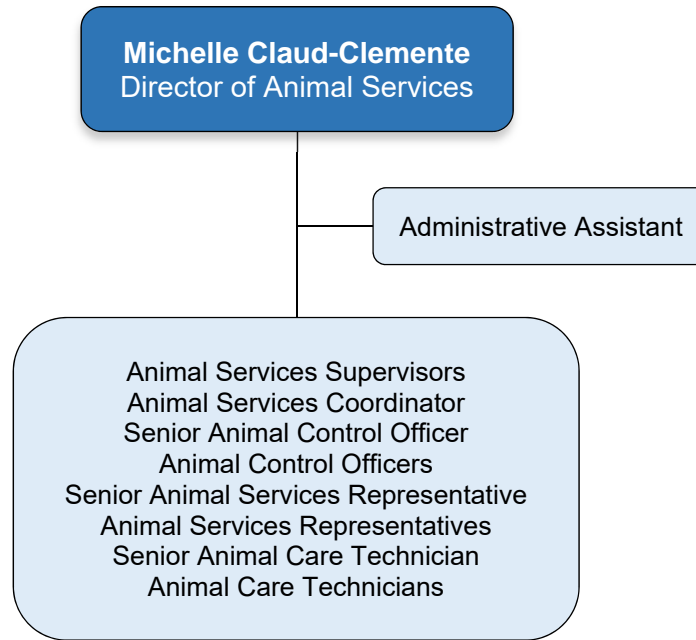 Michelle Claud-Clemente
Director of Animal Services
Administrative Assistant
Animal Services Supervisors
Animal Services Coordinator
Senior Animal Control Officer
Animal Control Officers
Senior Animal Services Representative
Animal Services Representatives
Senior Animal Care Technician
Animal Care Technicians